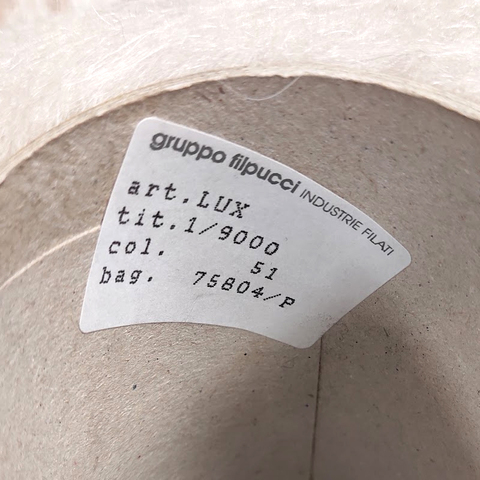 gruppo filpucci INDUSTRIE FILATI
art.LUX
tit.1/9000
col. 51
bag. 75804/P